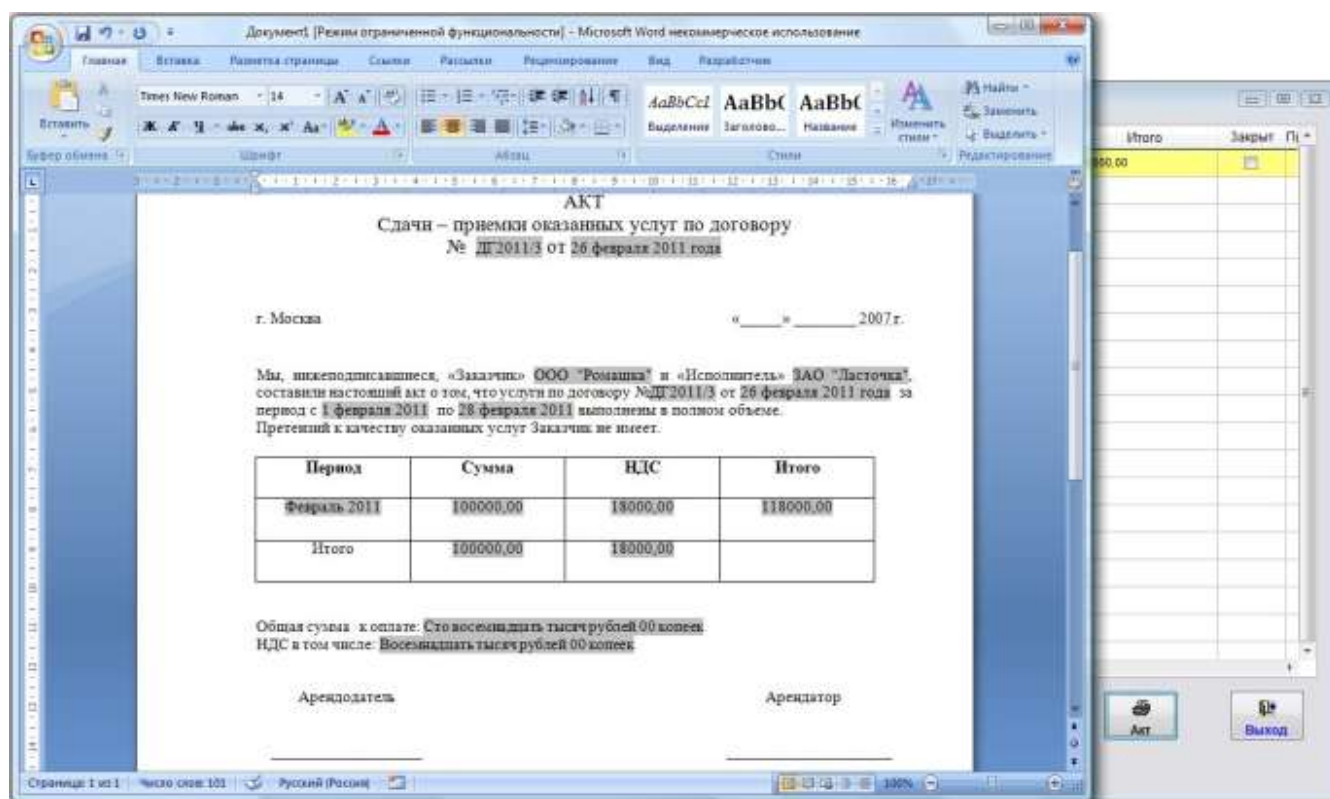 Документ1 [Режим ограниченной функциональности] - Microsoft Word некоммерческое использование
Главная Вставка Разметка страницы Ссылки Рассылки Рецензирование Вид Разработчик
Times New Roman 14
Вставить
Ж К Ч abc x, x' Aa
AaBbCcI AaBbC AaBbC
Выделение Заголово... Название
Изменить стили
Найти
Заменить
Выделить
Буфер обмена Шрифт Абзац Стили Редактирование
Итого Закрыт
АКТ
Сдачи – приемки оказанных услуг по договору
№ ДГ2011/3 от 26 февраля 2011 года
г. Москва «_____» ________ 2007 г.
Мы, нижеподписавшиеся, «Заказчик» ООО "Ромашка" и «Исполнитель» ЗАО "Ласточка",
составили настоящий акт о том, что услуги по договору №ДГ2011/3 от 26 февраля 2011 года за
период с 1 февраля 2011 по 28 февраля 2011 выполнены в полном объеме.
Претензий к качеству оказанных услуг Заказчик не имеет.
Период Сумма НДС Итого
Февраль 2011 100000,00 18000,00 118000,00
Итого 100000,00 18000,00
Общая сумма к оплате: Сто восемнадцать тысяч рублей 00 копеек
НДС в том числе: Восемнадцать тысяч рублей 00 копеек
Арендодатель Арендатор
Акт Выход
Страница: 1 из 1 Число слов: 101 Русский (Россия) 100%